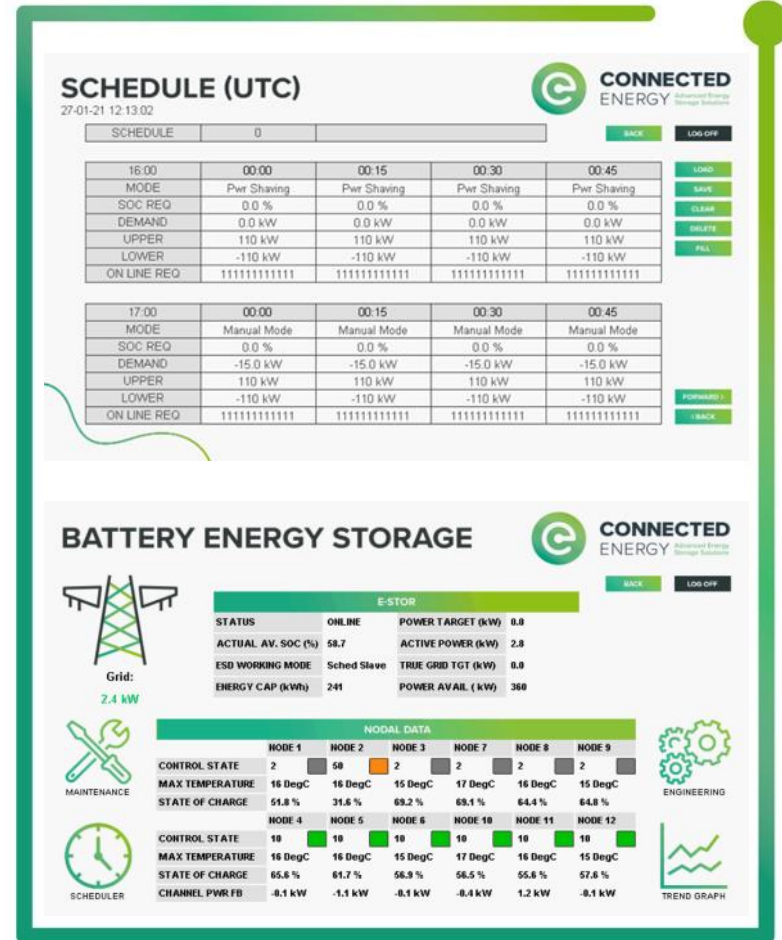 SCHEDULE (UTC)
27-01-21 12:13:02
CONNECTED
ENERGY Advanced Energy Storage Solutions
SCHEDULE 0
BACK LOG OFF
16:00 00:00 00:15 00:30 00:45
MODE Pwr Shaving Pwr Shaving Pwr Shaving Pwr Shaving
SOC REQ 0.0 % 0.0 % 0.0 % 0.0 %
DEMAND 0.0 kW 0.0 kW 0.0 kW 0.0 kW
UPPER 110 kW 110 kW 110 kW 110 kW
LOWER -110 kW -110 kW -110 kW -110 kW
ON LINE REQ 111111111111 111111111111 111111111111 111111111111
LOAD
SAVE
CLEAR
DELETE
FILL
17:00 00:00 00:15 00:30 00:45
MODE Manual Mode Manual Mode Manual Mode Manual Mode
SOC REQ 0.0 % 0.0 % 0.0 % 0.0 %
DEMAND -15.0 kW -15.0 kW -15.0 kW -15.0 kW
UPPER 110 kW 110 kW 110 kW 110 kW
LOWER -110 kW -110 kW -110 kW -110 kW
ON LINE REQ 111111111111 111111111111 111111111111 111111111111
FORWARD >
< BACK
BATTERY ENERGY STORAGE
CONNECTED
ENERGY Advanced Energy Storage Solutions
BACK LOG OFF
Grid:
2.4 kW
E-STOR
STATUS ONLINE POWER TARGET (kW) 0.0
ACTUAL AV. SOC (%) 58.7 ACTIVE POWER (kW) 2.8
ESD WORKING MODE Sched Slave TRUE GRID TGT (kW) 0.0
ENERGY CAP (kWh) 241 POWER AVAIL ( kW) 360
NODAL DATA
NODE 1 NODE 2 NODE 3 NODE 7 NODE 8 NODE 9
CONTROL STATE 2 50 2 2 2 2
MAX TEMPERATURE 16 DegC 16 DegC 15 DegC 17 DegC 16 DegC 15 DegC
STATE OF CHARGE 51.8 % 31.6 % 69.2 % 69.1 % 64.4 % 64.8 %
NODE 4 NODE 5 NODE 6 NODE 10 NODE 11 NODE 12
CONTROL STATE 10 10 10 10 10 10
MAX TEMPERATURE 16 DegC 16 DegC 15 DegC 17 DegC 16 DegC 15 DegC
STATE OF CHARGE 65.6 % 61.7 % 56.9 % 56.5 % 55.6 % 57.6 %
CHANNEL PWR FB -0.1 kW -1.1 kW -0.1 kW -0.4 kW 1.2 kW -0.1 kW
MAINTENANCE
SCHEDULER
ENGINEERING
TREND GRAPH